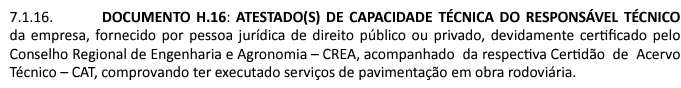 7.1.16. DOCUMENTO H.16: ATESTADO(S) DE CAPACIDADE TÉCNICA DO RESPONSÁVEL TÉCNICO
da empresa, fornecido por pessoa jurídica de direito público ou privado, devidamente certificado pelo
Conselho Regional de Engenharia e Agronomia – CREA, acompanhado da respectiva Certidão de Acervo
Técnico – CAT, comprovando ter executado serviços de pavimentação em obra rodoviária.